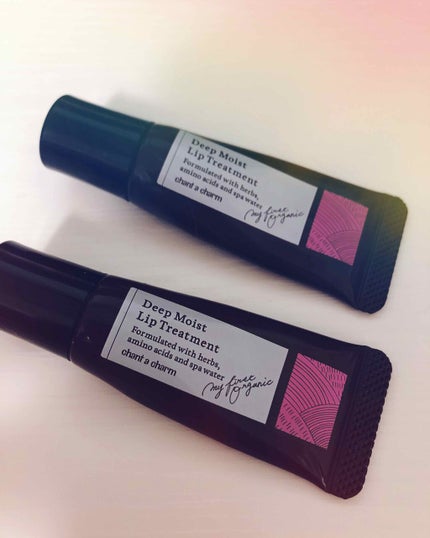 Deep Moist
Lip Treatment
Formulated with herbs,
amino acids and spa water
chant a charm
my first
organic
Deep Moist
Lip Treatment
Formulated with herbs,
amino acids and spa water
chant a charm
my first
organic